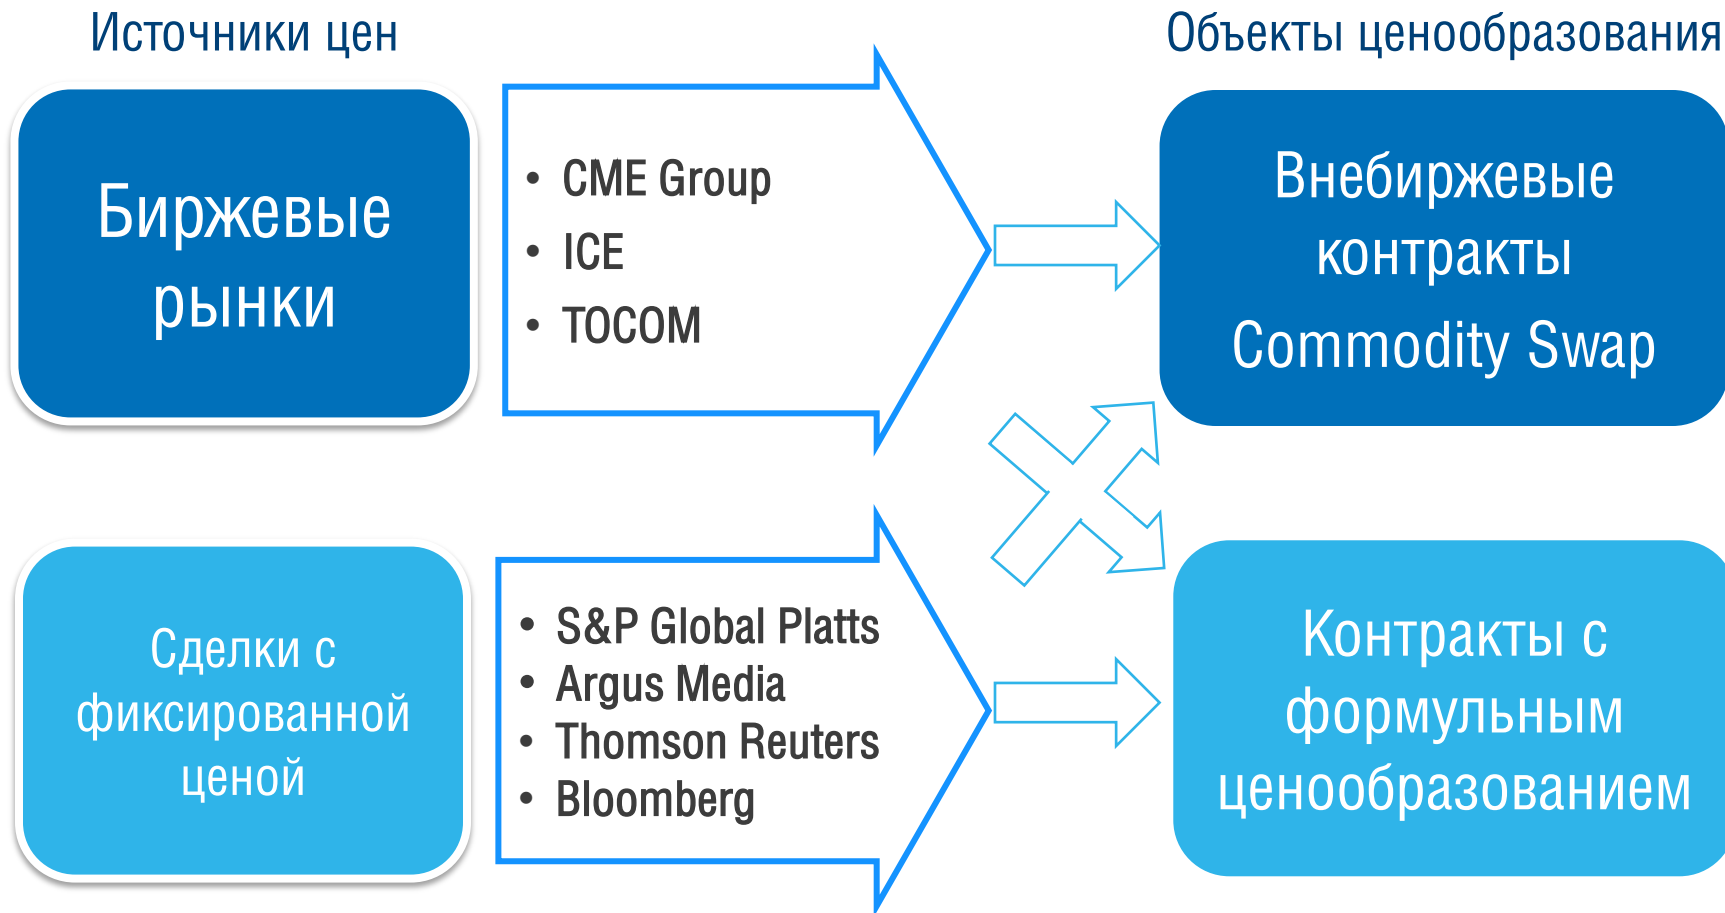 Источники цен
Объекты ценообразования
Биржевые
рынки
• CME Group
• ICE
• TOCOM
Внебиржевые
контракты
Commodity Swap
Сделки с
фиксированной
ценой
• S&P Global Platts
• Argus Media
• Thomson Reuters
• Bloomberg
Контракты с
формульным
ценообразованием